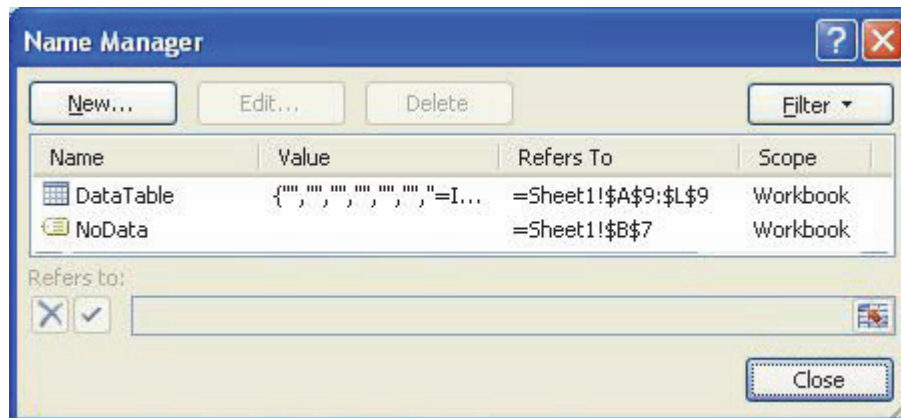 Name Manager
New... Edit... Delete Filter
Name Value Refers To Scope
DataTable {"","","","","","","=I... =Sheet1!$A$9:$L$9 Workbook
NoData =Sheet1!$B$7 Workbook
Refers to:
Close